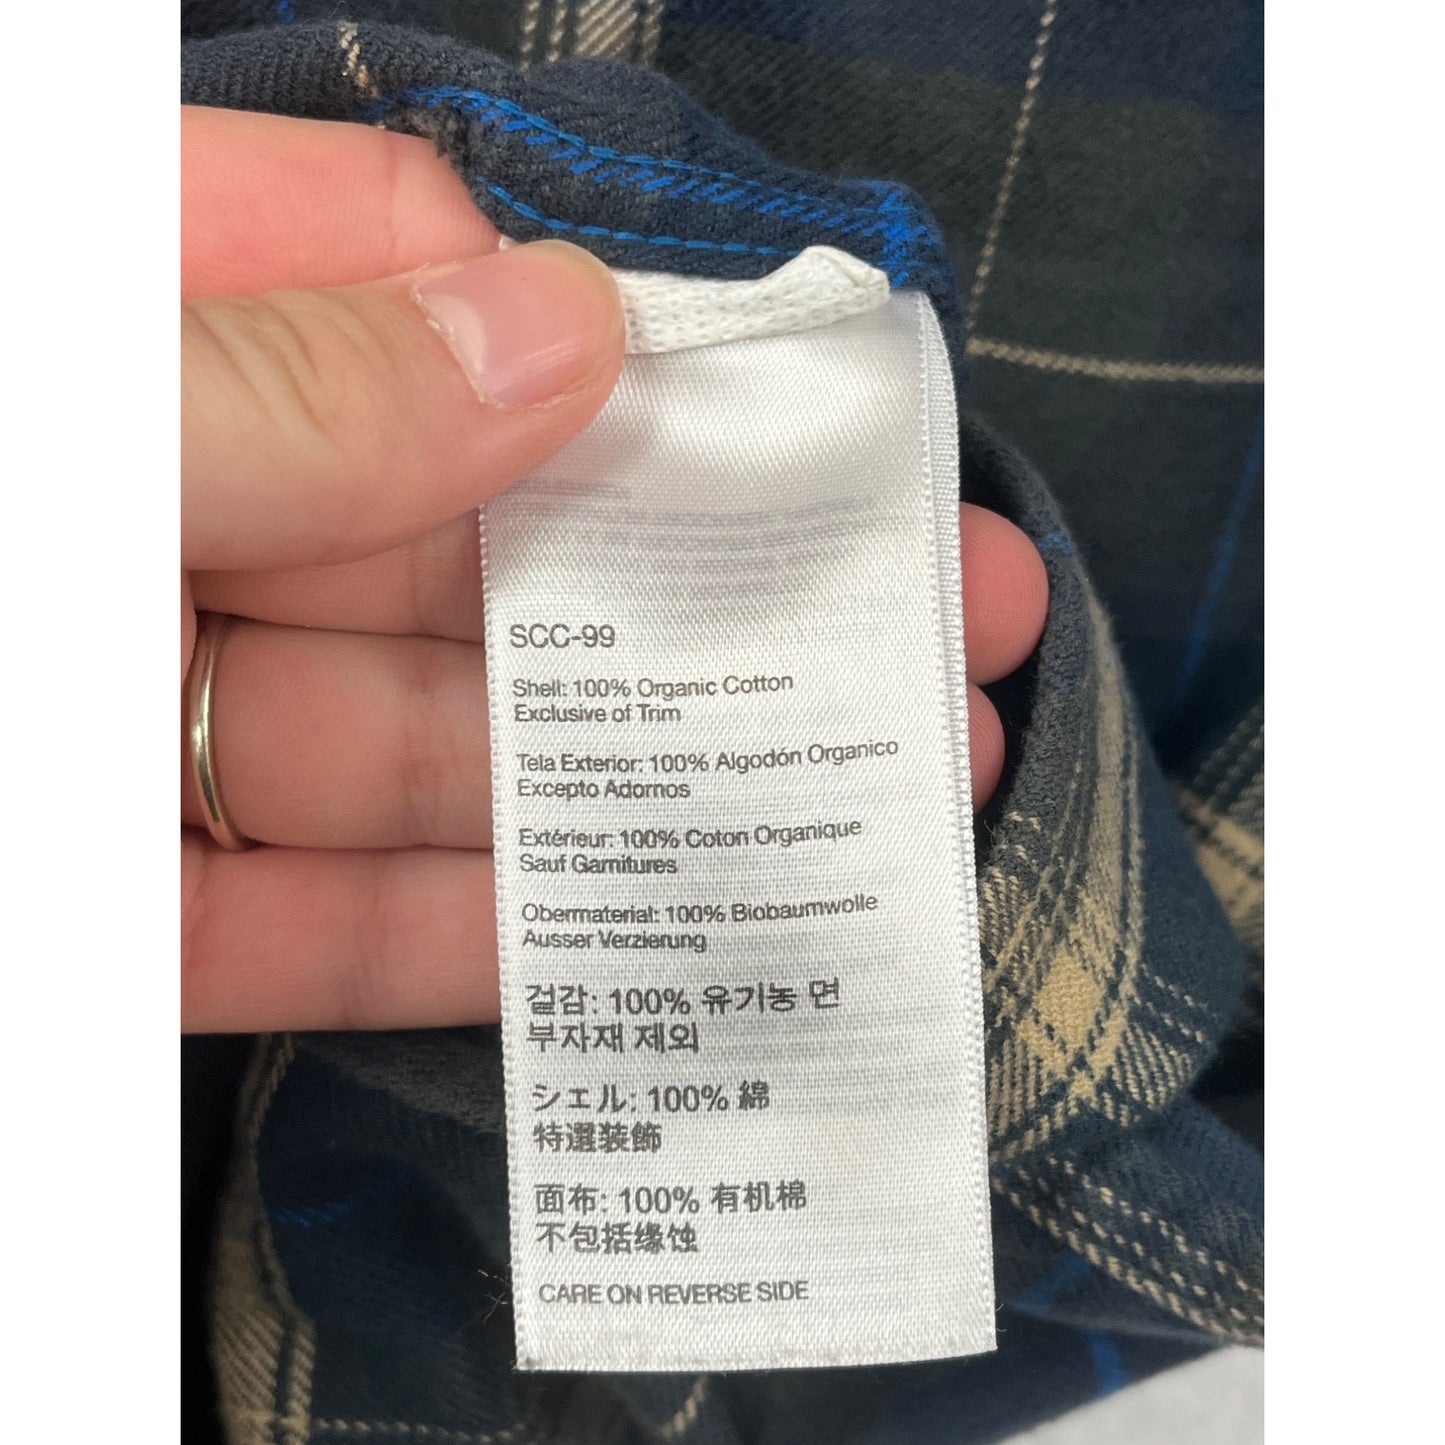 SCC-99
Shell: 100% Organic Cotton
Exclusive of Trim
Tela Exterior: 100% Algodón Organico
Excepto Adornos
Extérieur: 100% Coton Organique
Sauf Garnitures
Obermaterial: 100% Biobaumwolle
Ausser Verzierung
겉감: 100% 유기농 면
부자재 제외
シェル: 100% 綿
特選装飾
面布: 100% 有机棉
不包括缘蚀
CARE ON REVERSE SIDE